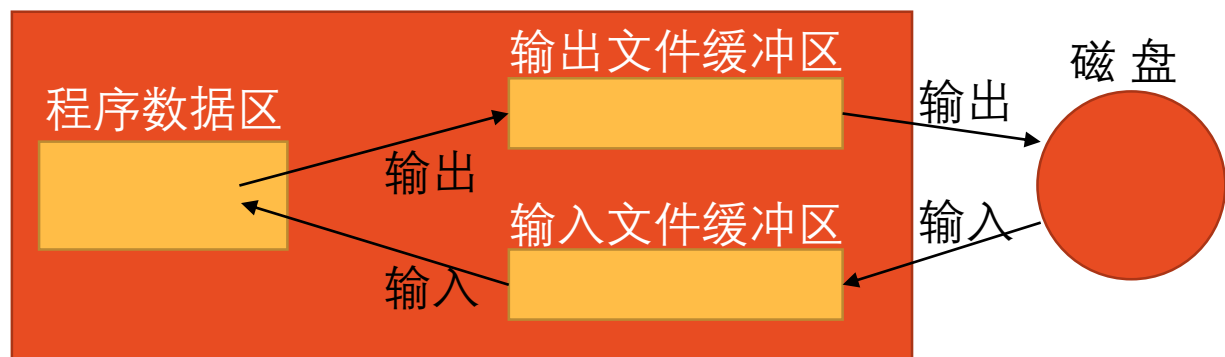 输出文件缓冲区
磁 盘
程序数据区
输出
输出
输入文件缓冲区
输入
输入